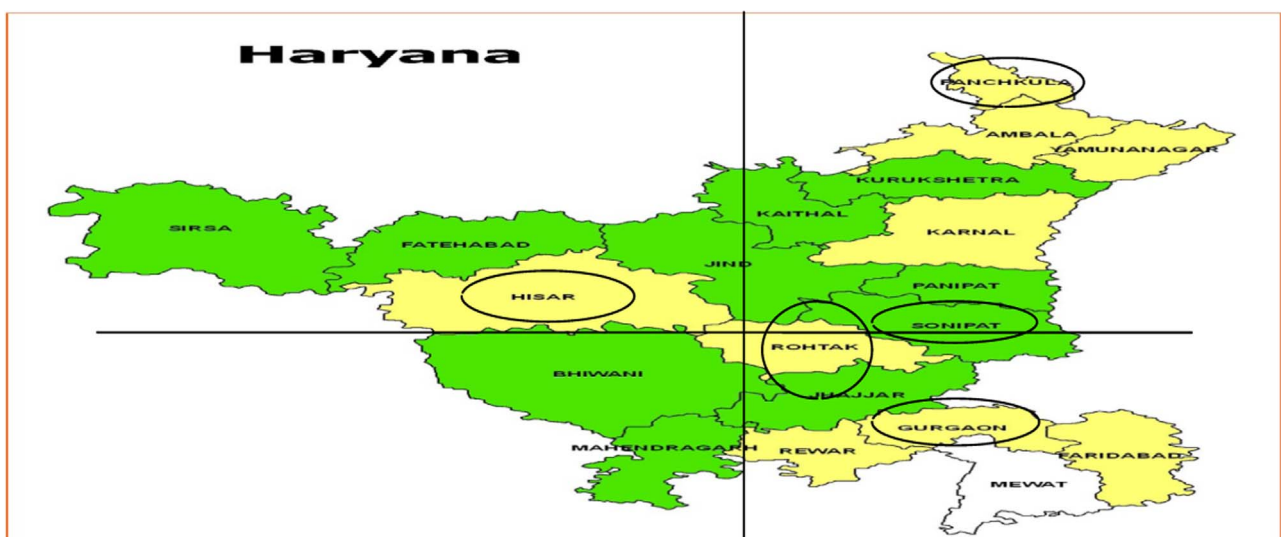 Haryana
PANCHKULA
AMBALA
YAMUNANAGAR
KURUKSHETRA
KAITHAL
SIRSA
KARNAL
FATEHABAD
JIND
PANIPAT
HISAR
SONIPAT
ROHTAK
BHIWANI
JHAJJAR
GURGAON
MAHENDRAGARH
REWAR
FARIDABAD
MEWAT